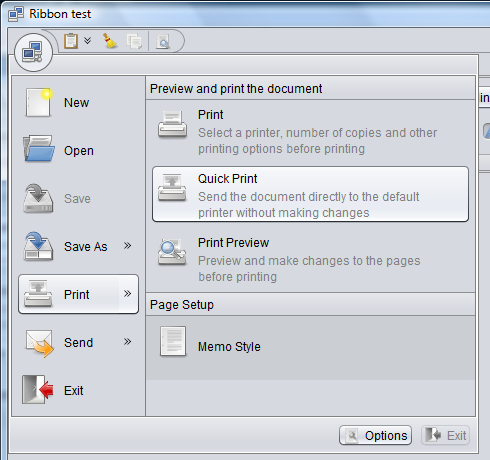 Ribbon test
New
Open
Save
Save As
Print
Send
Exit
Preview and print the document
Print
Select a printer, number of copies and other
printing options before printing
Quick Print
Send the document directly to the default
printer without making changes
Print Preview
Preview and make changes to the pages
before printing
Page Setup
Memo Style
in
Options
Exit